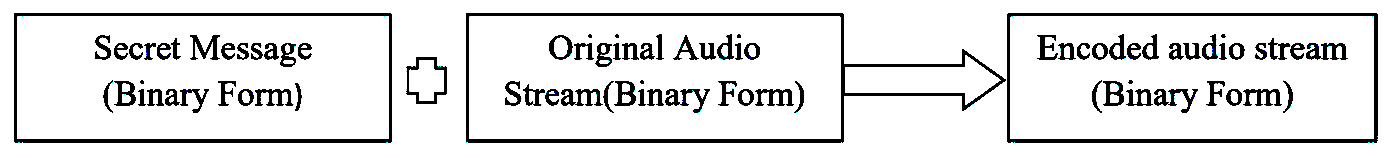 Secret Message
(Binary Form)
Original Audio
Stream(Binary Form)
Encoded audio stream
(Binary Form)